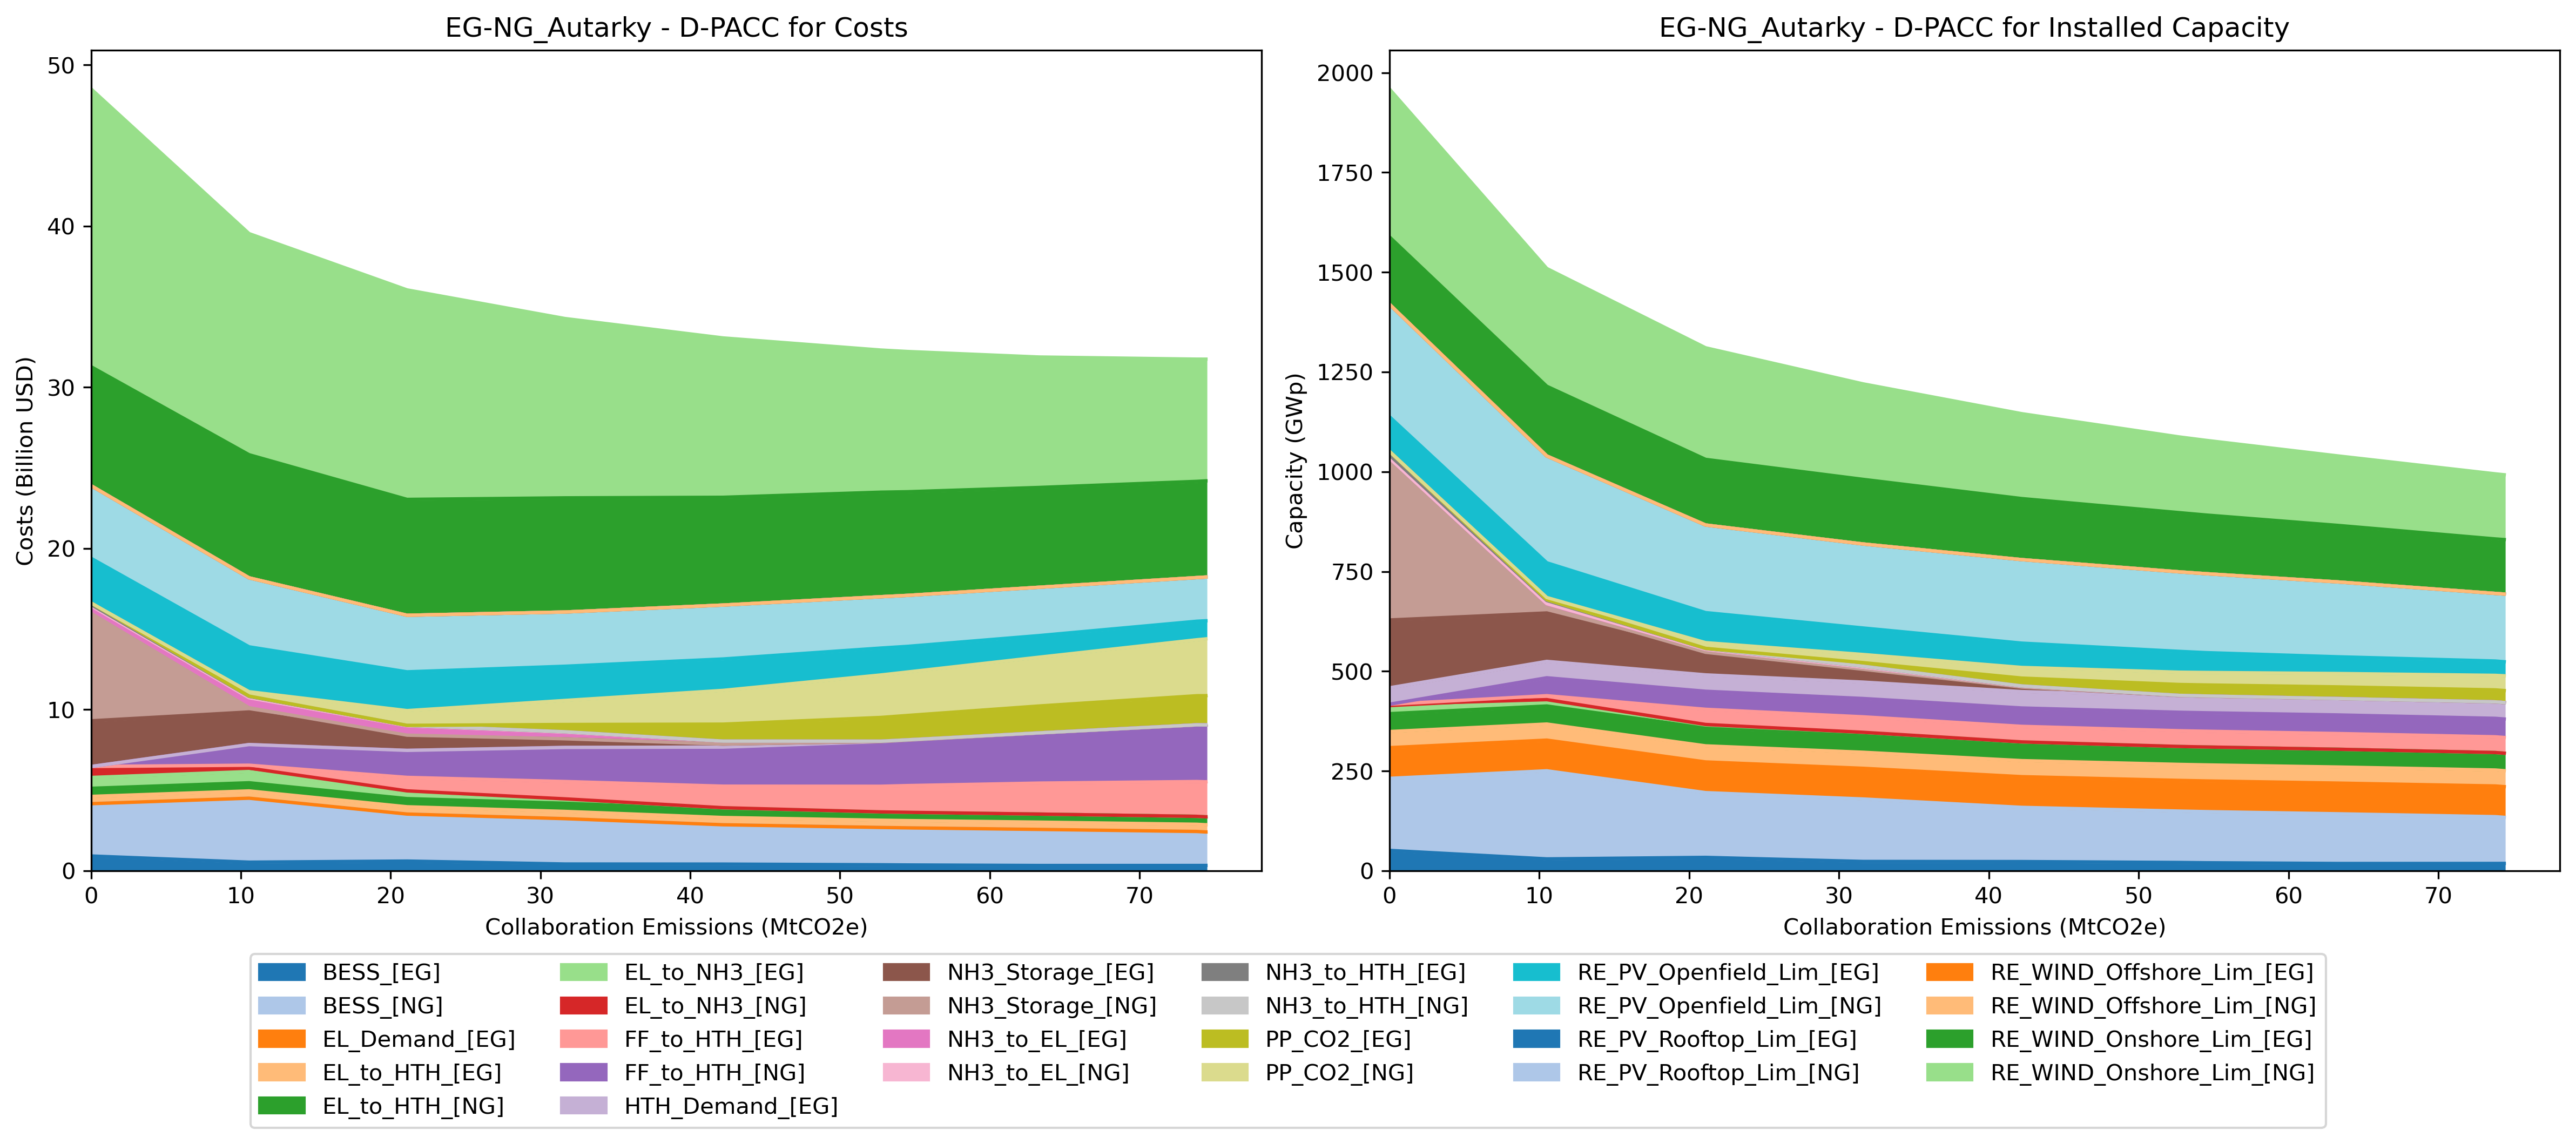 EG-NG_Autarky - D-PACC for Costs
50
40
30
20
10
0
Costs (Billion USD)
0 10 20 30 40 50 60 70
Collaboration Emissions (MtCO2e)
EG-NG_Autarky - D-PACC for Installed Capacity
2000
1750
1500
1250
1000
750
500
250
0
Capacity (GWp)
0 10 20 30 40 50 60 70
Collaboration Emissions (MtCO2e)
BESS_[EG]
BESS_[NG]
EL_Demand_[EG]
EL_to_HTH_[EG]
EL_to_HTH_[NG]
EL_to_NH3_[EG]
EL_to_NH3_[NG]
FF_to_HTH_[EG]
FF_to_HTH_[NG]
HTH_Demand_[EG]
NH3_Storage_[EG]
NH3_Storage_[NG]
NH3_to_EL_[EG]
NH3_to_EL_[NG]
NH3_to_HTH_[EG]
NH3_to_HTH_[NG]
PP_CO2_[EG]
PP_CO2_[NG]
RE_PV_Openfield_Lim_[EG]
RE_PV_Openfield_Lim_[NG]
RE_PV_Rooftop_Lim_[EG]
RE_PV_Rooftop_Lim_[NG]
RE_WIND_Offshore_Lim_[EG]
RE_WIND_Offshore_Lim_[NG]
RE_WIND_Onshore_Lim_[EG]
RE_WIND_Onshore_Lim_[NG]